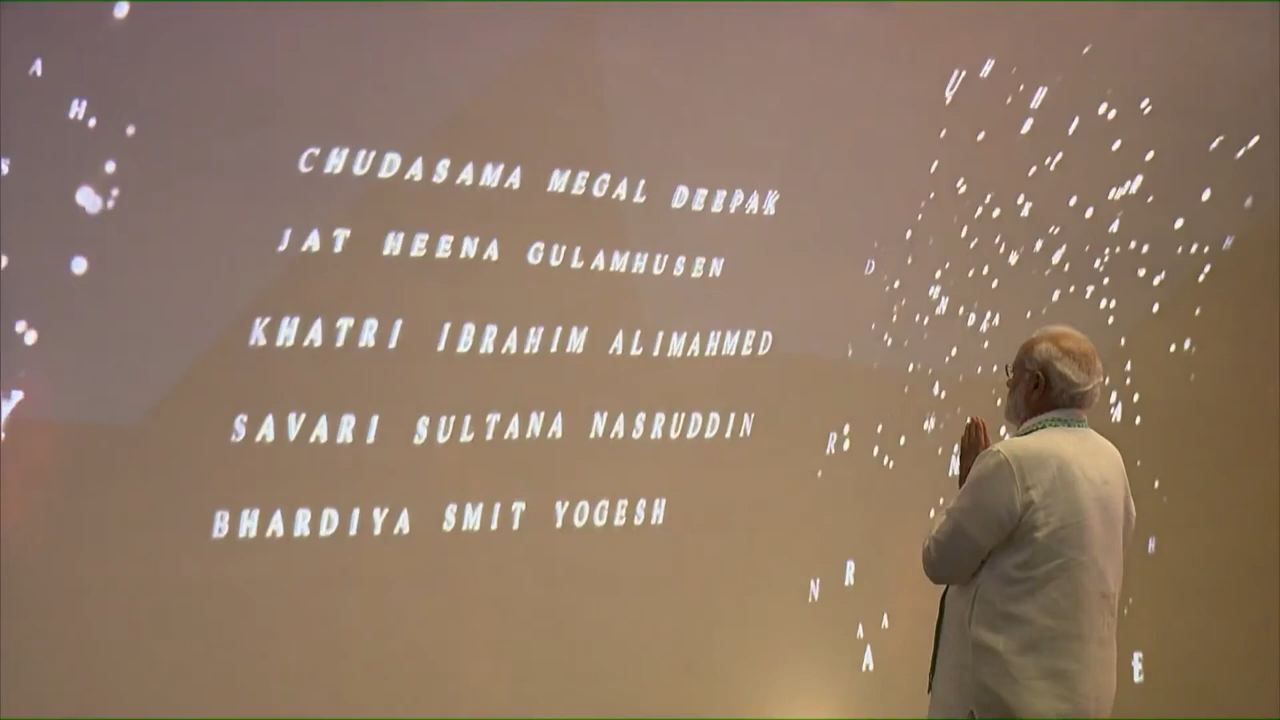 CHUDASAMA MEGAL DEEPAK
JAT HEENA GULAMHUSEN
KHATRI IBRAHIM ALIMAHMED
SAVARI SULTANA NASRUDDIN
BHARDIYA SMIT YOGESH